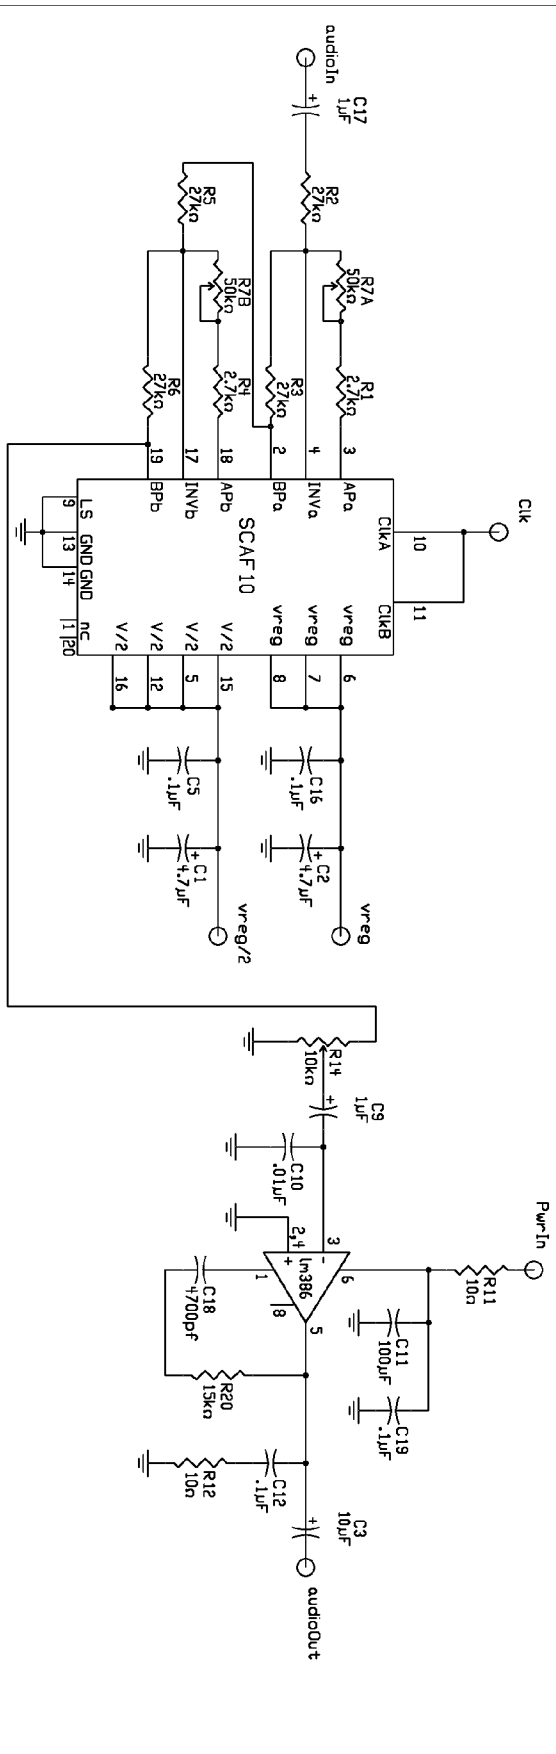 audioIn
C17
1µF
R2
27kΩ
R5
27kΩ
R7A
50kΩ
R7B
50kΩ
R1
2.7kΩ
R3
27kΩ
R4
2.7kΩ
R6
27kΩ
3
4
2
18
17
19
APa
INVa
BPa
APb
INVb
BPb
Clk
10
11
ClkA
ClkB
SCAF10
LS
GND
GND
nc
9
13
14
1
20
vreg
vreg
vreg
V/2
V/2
V/2
V/2
6
7
8
15
5
12
16
C16
.1µF
C5
.1µF
C2
+
4.7µF
C1
+
4.7µF
vreg
vreg/2
R14
10kΩ
C9
1µF
+
C10
.01µF
PwrIn
R11
10Ω
C11
100µF
C19
.1µF
3
2,4
-
+
lm386
6
1
8
5
C18
4700pf
R20
15kΩ
R12
10Ω
C12
.1µF
C3
10µF
+
audioOut